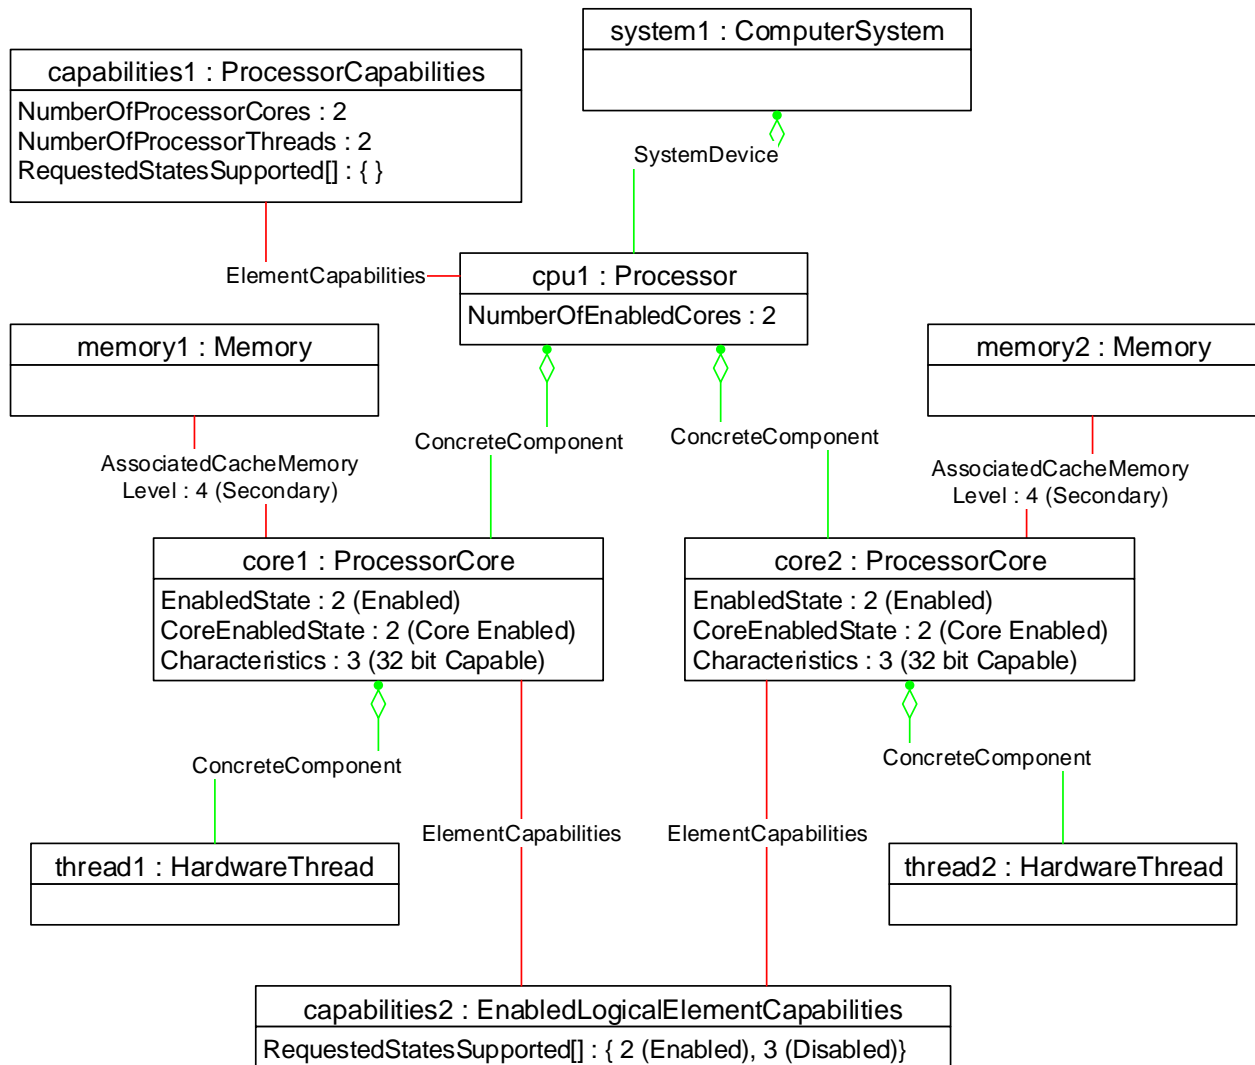 system1 : ComputerSystem
capabilities1 : ProcessorCapabilities
NumberOfProcessorCores : 2
NumberOfProcessorThreads : 2
RequestedStatesSupported[] : { }
SystemDevice
ElementCapabilities
cpu1 : Processor
NumberOfEnabledCores : 2
memory1 : Memory
memory2 : Memory
ConcreteComponent
ConcreteComponent
AssociatedCacheMemory
Level : 4 (Secondary)
AssociatedCacheMemory
Level : 4 (Secondary)
core1 : ProcessorCore
EnabledState : 2 (Enabled)
CoreEnabledState : 2 (Core Enabled)
Characteristics : 3 (32 bit Capable)
core2 : ProcessorCore
EnabledState : 2 (Enabled)
CoreEnabledState : 2 (Core Enabled)
Characteristics : 3 (32 bit Capable)
ConcreteComponent
ConcreteComponent
ElementCapabilities
ElementCapabilities
thread1 : HardwareThread
thread2 : HardwareThread
capabilities2 : EnabledLogicalElementCapabilities
RequestedStatesSupported[] : { 2 (Enabled), 3 (Disabled)}